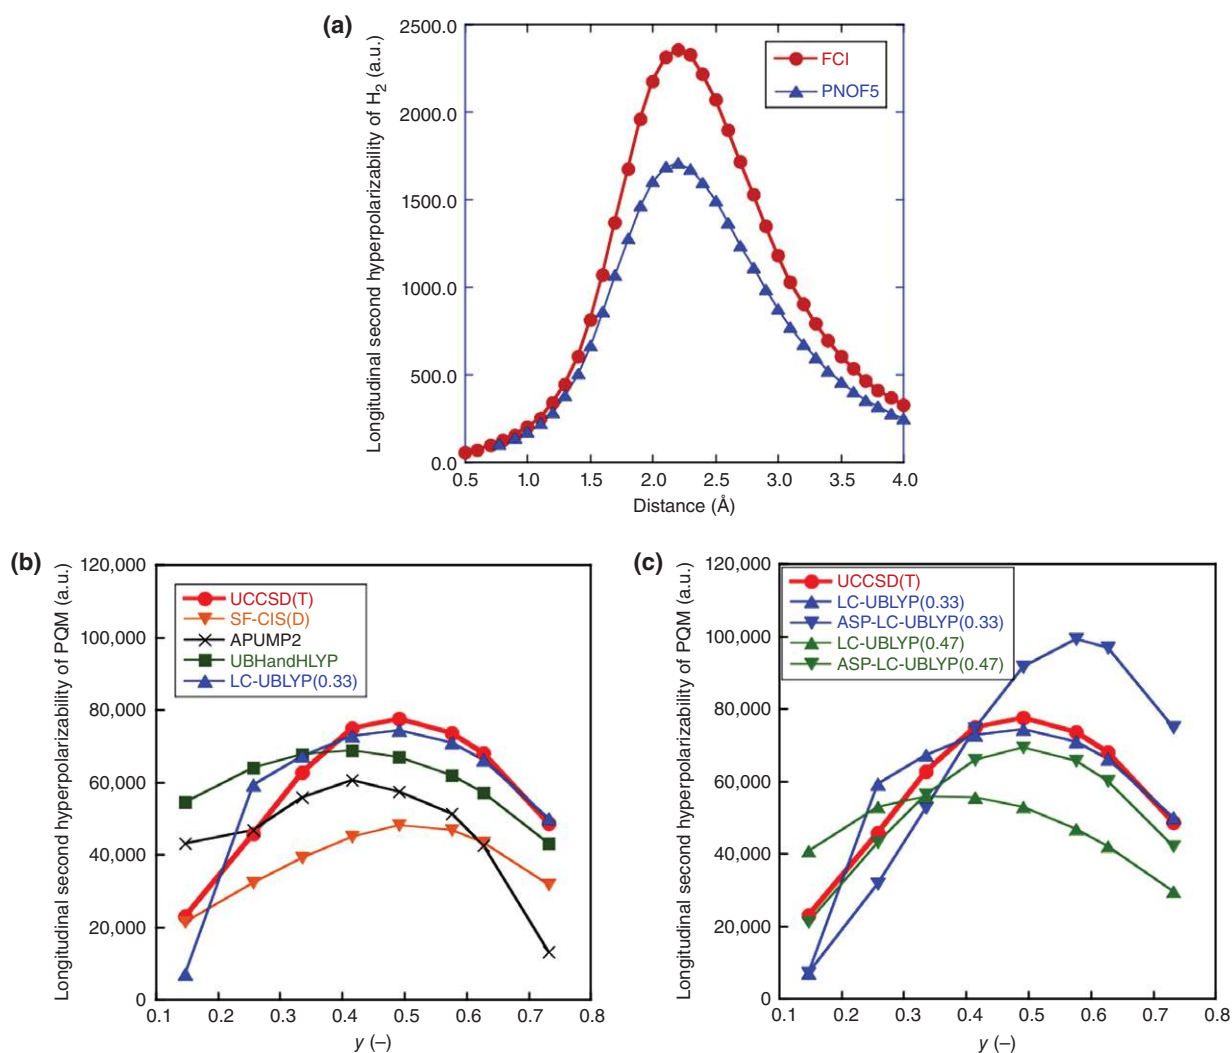 (a)
Longitudinal second hyperpolarizability of H2 (a.u.)
2500.0
2000.0
1500.0
1000.0
500.0
0.0
FCI
PNOF5
0.5 1.0 1.5 2.0 2.5 3.0 3.5 4.0
Distance (Å)
(b)
Longitudinal second hyperpolarizability of PQM (a.u.)
120,000
100,000
80,000
60,000
40,000
20,000
0
UCCSD(T)
SF-CIS(D)
APUMP2
UBHandHLYP
LC-UBLYP(0.33)
0.1 0.2 0.3 0.4 0.5 0.6 0.7 0.8
y (–)
(c)
Longitudinal second hyperpolarizability of PQM (a.u.)
120,000
100,000
80,000
60,000
40,000
20,000
0
UCCSD(T)
LC-UBLYP(0.33)
ASP-LC-UBLYP(0.33)
LC-UBLYP(0.47)
ASP-LC-UBLYP(0.47)
0.1 0.2 0.3 0.4 0.5 0.6 0.7 0.8
y (–)